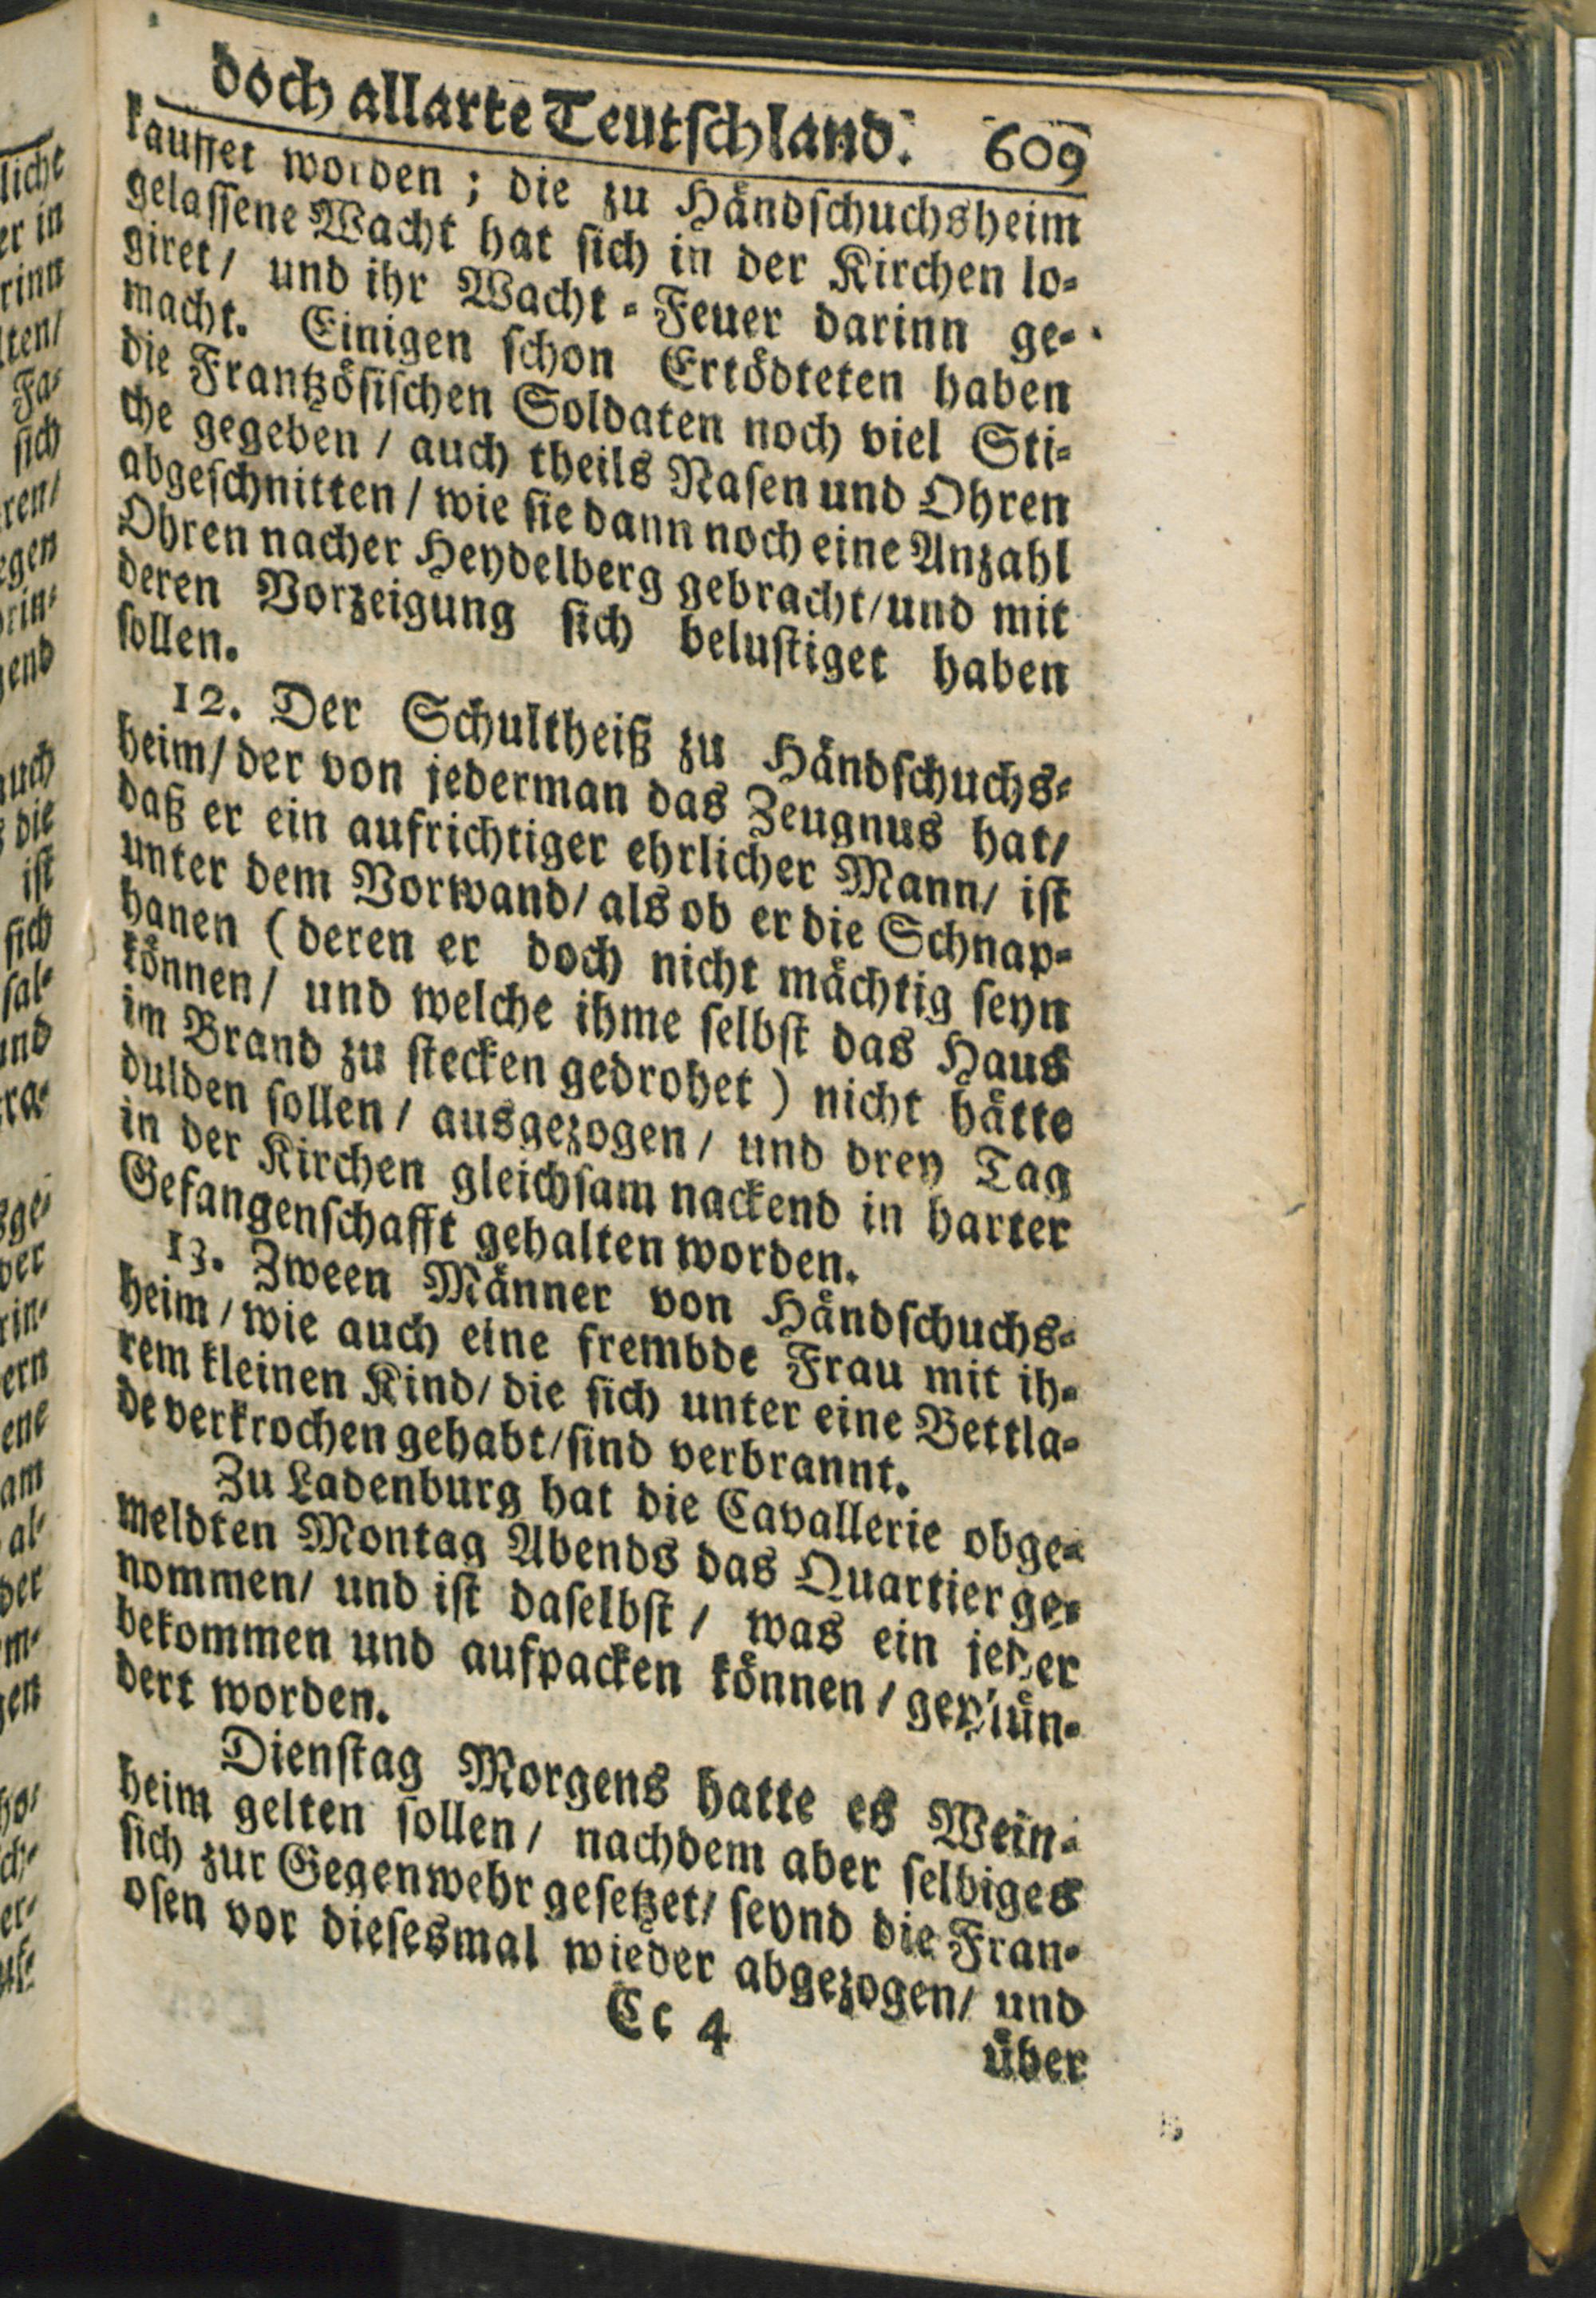 doch allarte Teutschland. 609
kauffet worden ; die zu Håndschuchsheim
gelassene Wacht hat sich in der Kirchen lo-
giret / und ihr Wacht-Feuer darinn ge-
macht. Einigen schon Ertödteten haben
die Frantzösischen Soldaten noch viel Sti-
che gegeben / auch theils Nasen und Ohren
abgeschnitten / wie sie dann noch eine Anzahl
Ohren nacher Heydelberg gebracht / und mit
deren Vorzeigung sich belustiget haben
sollen.
12. Der Schultheiß zu Håndschuchs-
heim / der von jederman das Zeugnus hat /
daß er ein aufrichtiger ehrlicher Mann / ist
unter dem Vorwand / als ob er die Schnap-
hanen (deren er doch nicht måchtig seyn
können / und welche ihme selbst das Haus
im Brand zu stecken gedrohet) nicht håtte
dulden sollen / ausgezogen / und drey Tag
in der Kirchen gleichsam nackend in harter
Gefangenschafft gehalten worden.
13. Zween Månner von Håndschuchs-
heim / wie auch eine frembde Frau mit ih-
rem kleinen Kind / die sich unter eine Bettla-
de verkrochen gehabt / sind verbrannt.
Zu Ladenburg hat die Cavallerie obge-
meldten Montag Abends das Quartier ge-
nommen / und ist daselbst / was ein jeder
bekommen und aufpacken können / geplün-
dert worden.
Dienstag Morgens hatte es Wein-
heim gelten sollen / nachdem aber selbiges
sich zur Gegenwehr gesetzet / seynd die Fran-
osen vor diesesmal wieder abgezogen / und
Cc 4
über